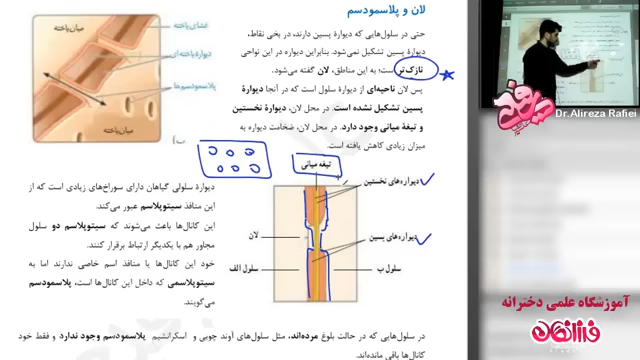 لان و پلاسمودسم
حتی در سلول‌هایی که دیوارهٔ پسین دارند، در بخی نقاط،
دیوارهٔ پسین تشکیل نمی‌شود. بنابراین دیواره در این نواحی
نازک‌تر است؛ به این مناطق، لان گفته می‌شود.
پس لان ناحیه‌ای از دیوارهٔ سلول است که در آنجا دیوارهٔ
پسین تشکیل نشده است. در محل لان، دیوارهٔ نخستین
و تیغهٔ میانی وجود دارد. در محل لان، ضخامت دیواره به
میزان زیادی کاهش یافته است.
میان‌یاخته
غشای یاخته
دیوارهٔ یاخته‌ای
پلاسمودسم‌ها
میان‌یاخته
ب)
تیغه میانی
دیواره‌های نخستین
لان
دیواره‌های پسین
سلول الف
سلول ب
دیوارهٔ سلولی گیاهان دارای سوراخ‌های زیادی است که از
این منافذ سیتوپلاسم عبور می‌کند.
این کانال‌ها باعث می‌شوند که سیتوپلاسم دو سلول
مجاور هم با یکدیگر ارتباط برقرار کنند.
خود این کانال‌ها یا منافذ اسم خاصی ندارند اما به
سیتوپلاسمی که داخل این کانال‌ها است، پلاسمودسم
می‌گویند.
در سلول‌هایی که در حالت بلوغ مرده‌اند، مثل سلول‌های آوند چوبی و اسکرانشیم پلاسمودسم وجود ندارد و فقط خود
کانال‌ها باقی مانده‌اند.
Dr.Alireza Rafiei
آموزشگاه علمی دخترانه
فرزانگان